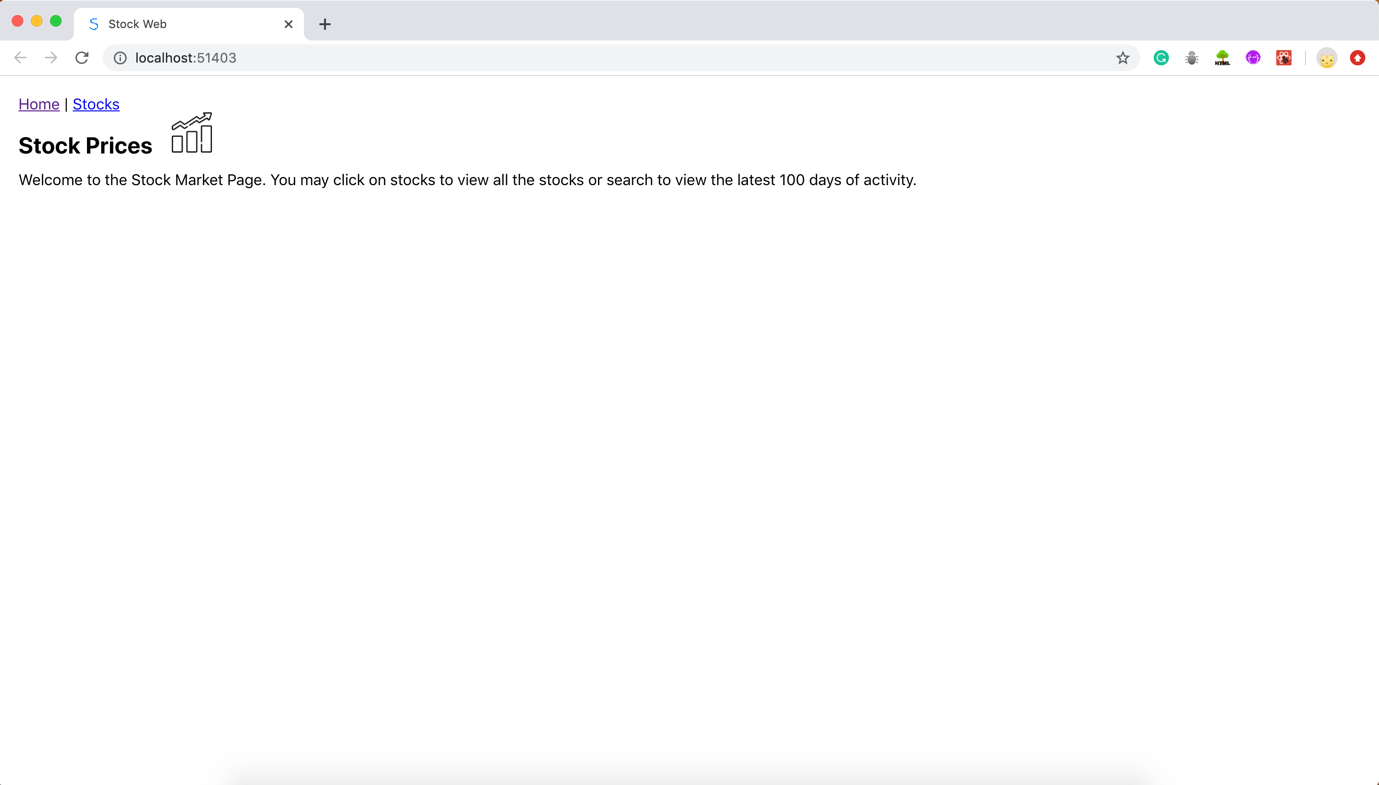 Stock Web
localhost:51403
HTML
Home | Stocks
Stock Prices
Welcome to the Stock Market Page. You may click on stocks to view all the stocks or search to view the latest 100 days of activity.